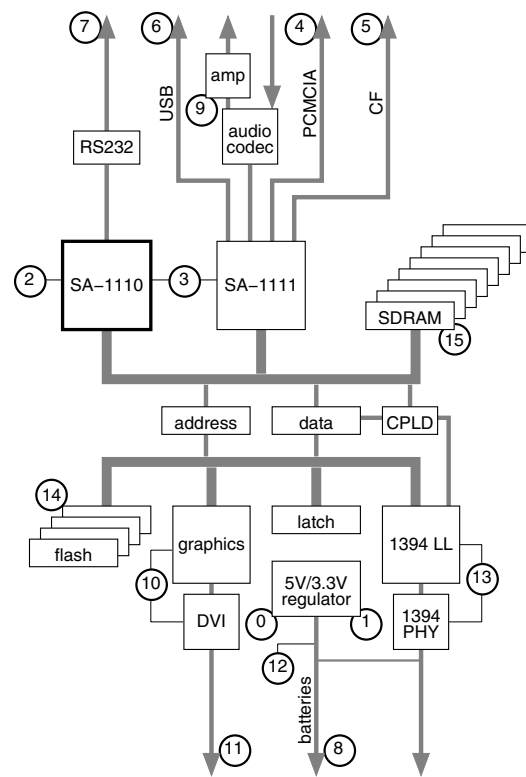 7
6
4
5
USB
amp
9
audio
codec
PCMCIA
CF
RS232
2
SA–1110
3
SA–1111
SDRAM
15
address
data
CPLD
14
flash
graphics
latch
1394 LL
10
5V/3.3V
regulator
13
DVI
0
1
1394
PHY
12
batteries
11
8